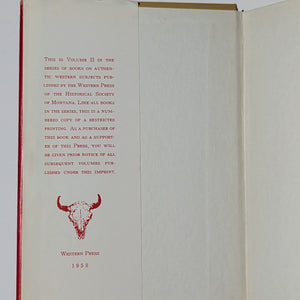 This is Volume II in the
series of books on authen-
tic western subjects pub-
lished by the Western Press
of the Historical Society
of Montana. Like all books
in the series, this is a num-
bered copy of a restricted
printing. As a purchaser of
this book and as a support-
er of this Press, you will
be given prior notice of all
subsequent volumes pub-
lished under this imprint.
Western Press
1958